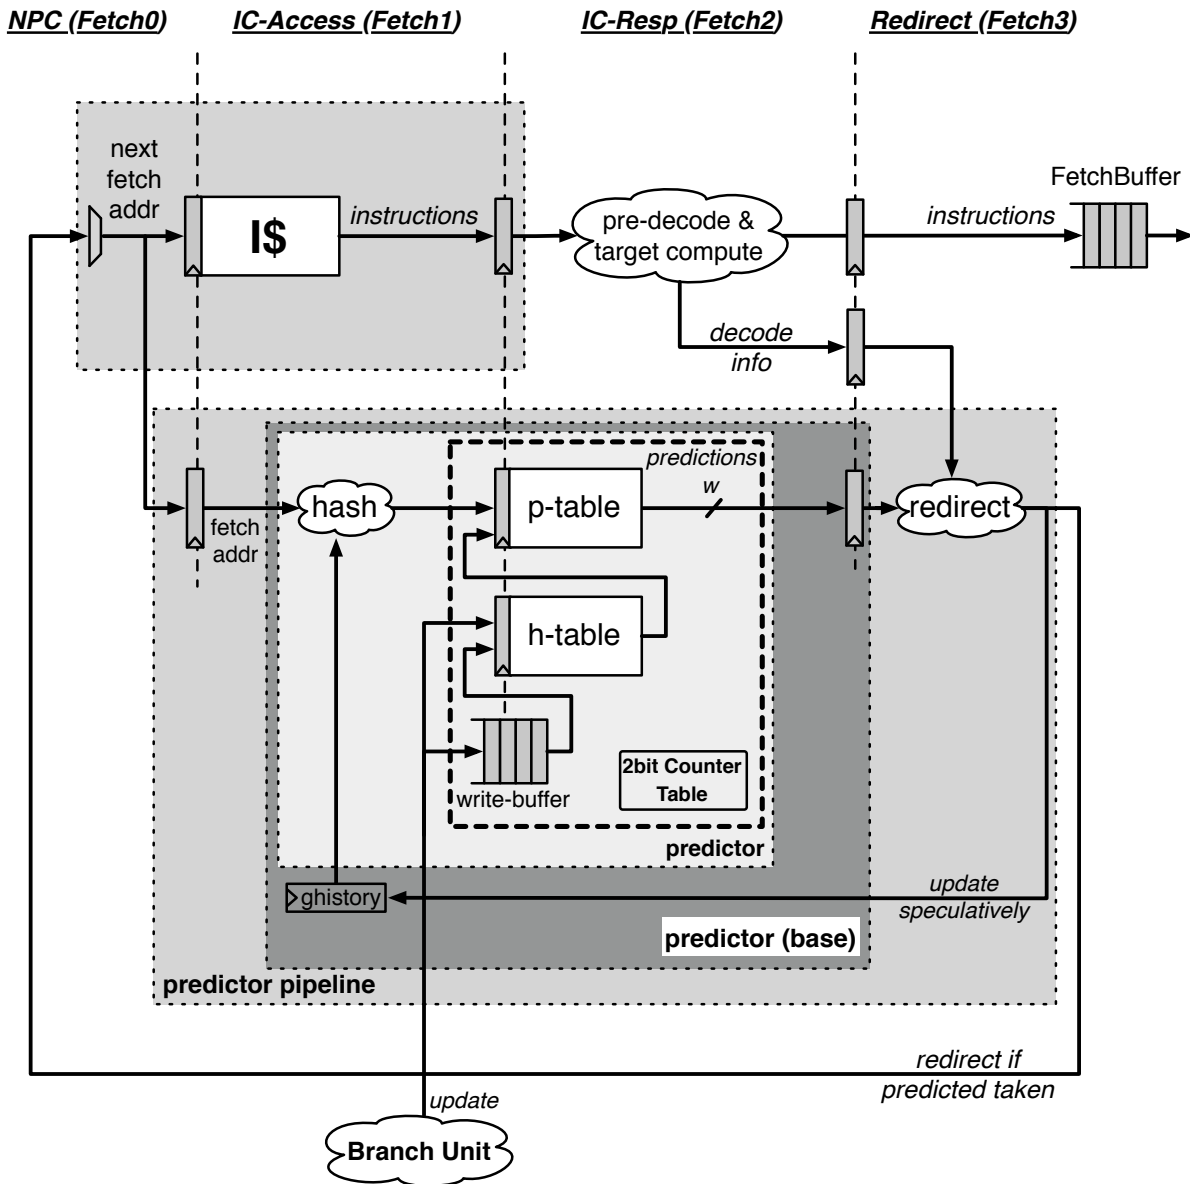 NPC (Fetch0)
IC-Access (Fetch1)
IC-Resp (Fetch2)
Redirect (Fetch3)
next
fetch
addr
I$
instructions
pre-decode &
target compute
instructions
FetchBuffer
decode
info
fetch
addr
hash
p-table
predictions
w
redirect
h-table
write-buffer
2bit Counter
Table
predictor
ghistory
update
speculatively
predictor (base)
predictor pipeline
redirect if
predicted taken
update
Branch Unit